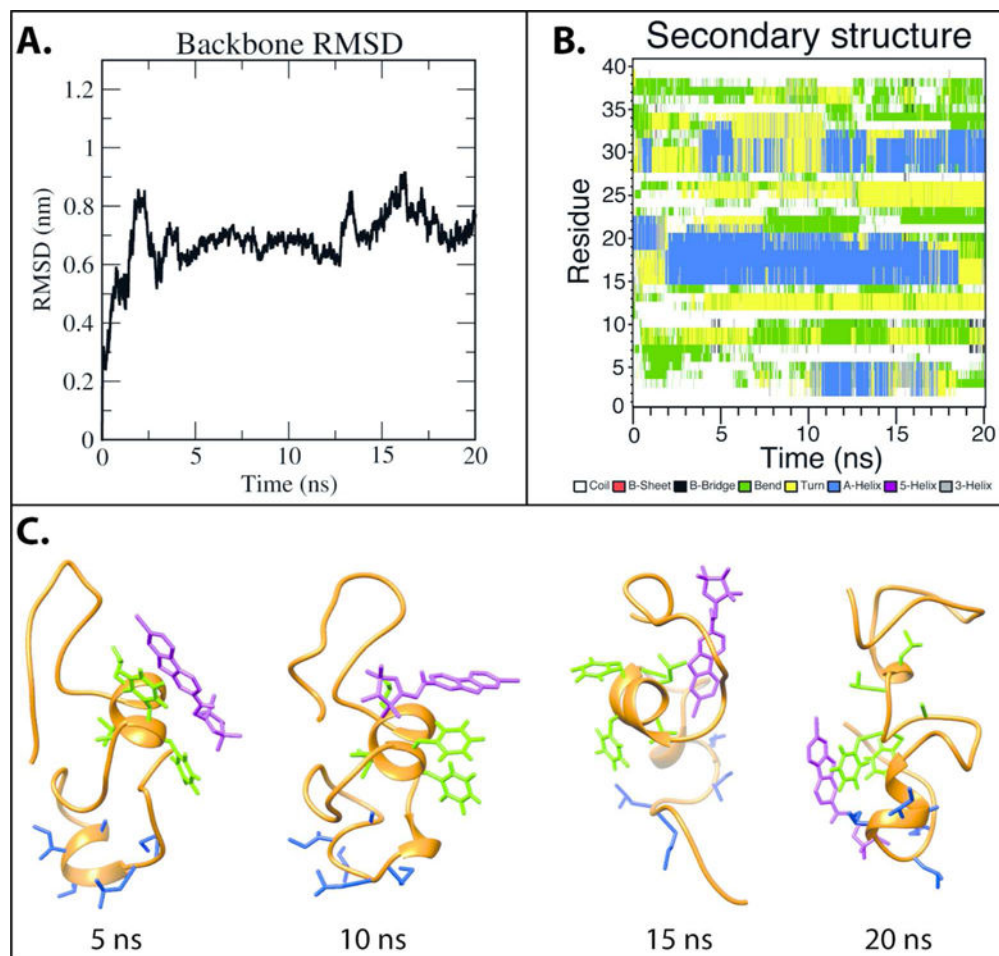 A.
Backbone RMSD
1.2
1
0.8
0.6
0.4
0.2
0
RMSD (nm)
0 5 10 15 20
Time (ns)
B.
Secondary structure
40
35
30
25
20
15
10
5
0
Residue
0 5 10 15 20
Time (ns)
Coil B-Sheet B-Bridge Bend Turn A-Helix 5-Helix 3-Helix
C.
5 ns 10 ns 15 ns 20 ns